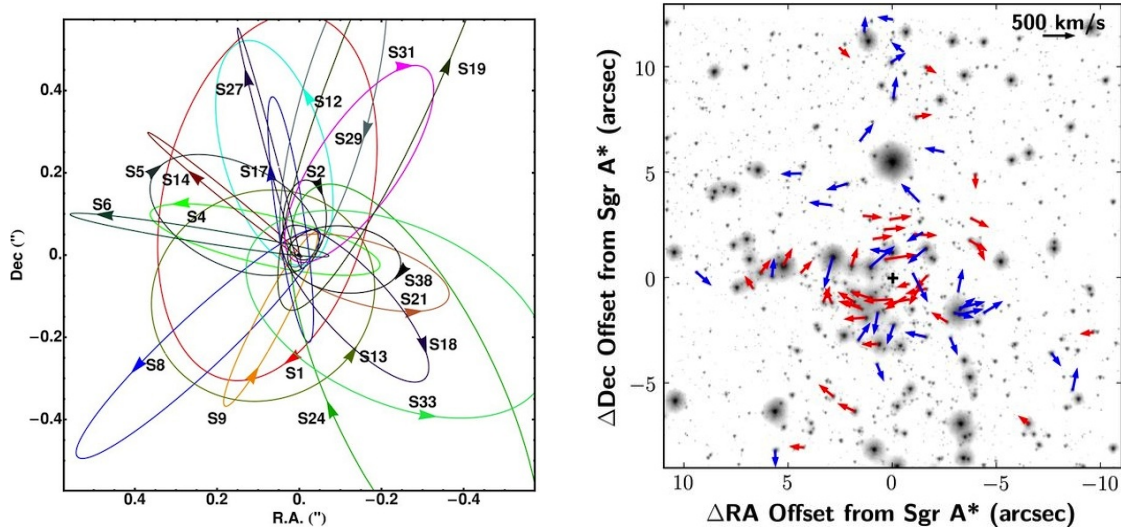 Dec (")
0.4
0.2
0.
−0.2
−0.4
0.4
0.2
0.
−0.2
−0.4
R.A. (")
S31
S19
S27
S12
S29
S5
S14
S17
S2
S6
S4
S38
S21
S18
S8
S13
S1
S9
S24
S33
500 km/s
ΔDec Offset from Sgr A* (arcsec)
10
5
0
−5
10
5
0
−5
−10
ΔRA Offset from Sgr A* (arcsec)